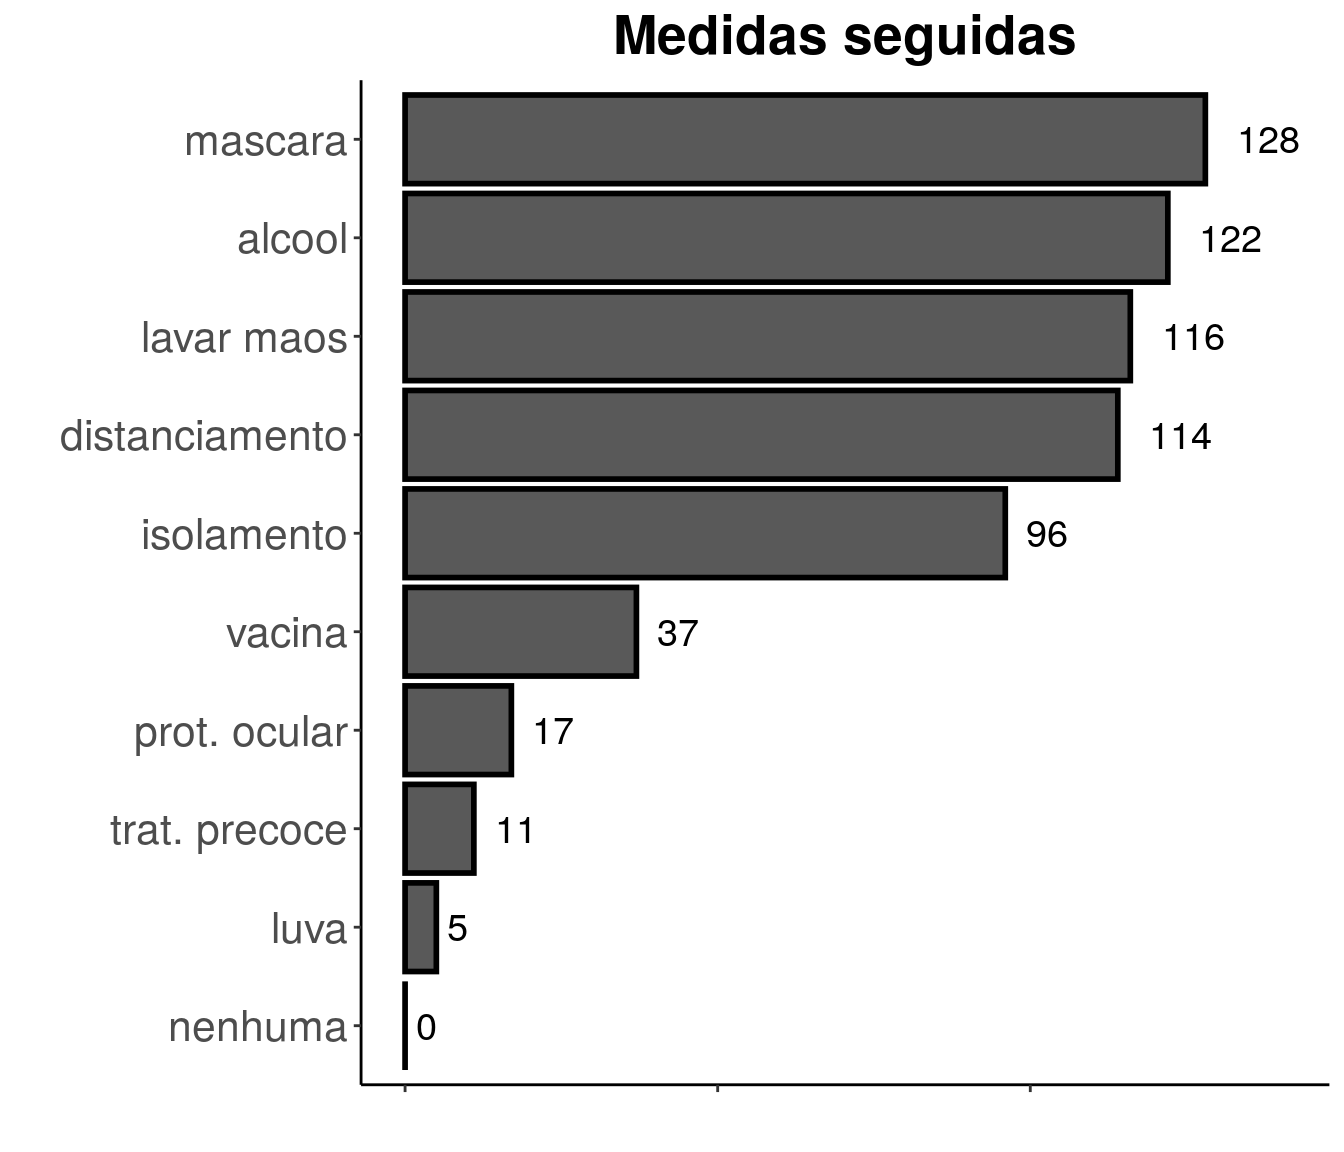 Medidas seguidas
mascara 128
alcool 122
lavar maos 116
distanciamento 114
isolamento 96
vacina 37
prot. ocular 17
trat. precoce 11
luva 5
nenhuma 0